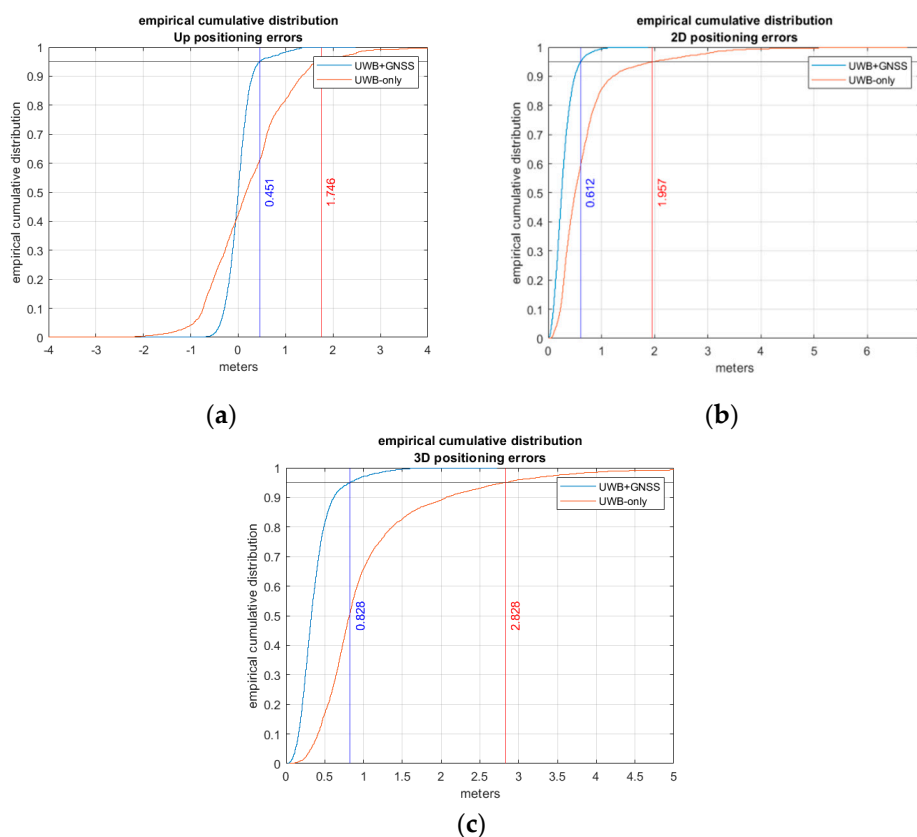 empirical cumulative distribution
Up positioning errors
empirical cumulative distribution
1
0.9
0.8
0.7
0.6
0.5
0.4
0.3
0.2
0.1
0
UWB+GNSS
UWB-only
0.451
1.746
-4 -3 -2 -1 0 1 2 3 4
meters
(a)
empirical cumulative distribution
2D positioning errors
empirical cumulative distribution
1
0.9
0.8
0.7
0.6
0.5
0.4
0.3
0.2
0.1
0
UWB+GNSS
UWB-only
0.612
1.957
0 1 2 3 4 5 6
meters
(b)
empirical cumulative distribution
3D positioning errors
empirical cumulative distribution
1
0.9
0.8
0.7
0.6
0.5
0.4
0.3
0.2
0.1
0
UWB+GNSS
UWB-only
0.828
2.828
0 0.5 1 1.5 2 2.5 3 3.5 4 4.5 5
meters
(c)